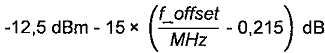 -12,5 dBm - 15 × (f_offset/MHz - 0,215) dB